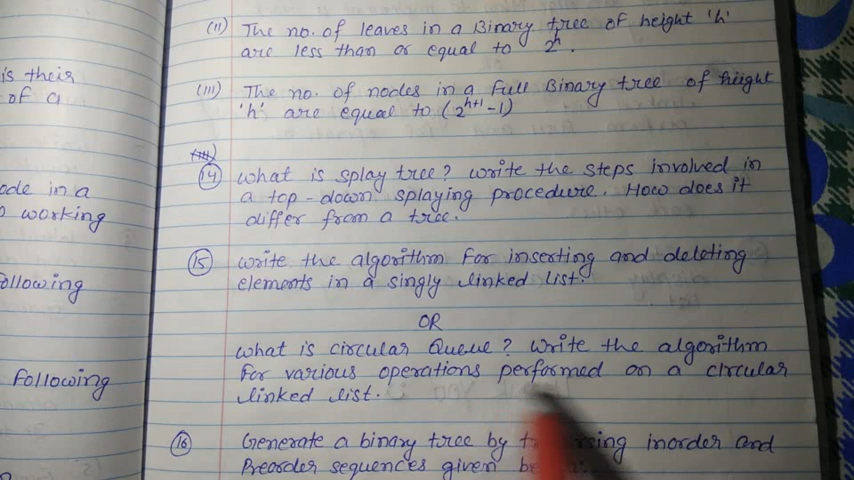 is their
of a
ode in a
working
ollowing
Following
(11) The no. of leaves in a Binary tree of height 'h'
are less than or equal to 2^h.
(111) The no. of nodes in a full Binary tree of height
'h' are equal to (2^h+1 - 1)
14 what is splay tree? write the steps involved in
a top-down splaying procedure. How does it
differ from a tree.
15 write the algorithm for inserting and deleting
elements in a singly linked list.
OR
what is circular Queue? Write the algorithm
for various operations performed on a circular
linked list.
16 Generate a binary tree by inorder and
Preorder sequences given